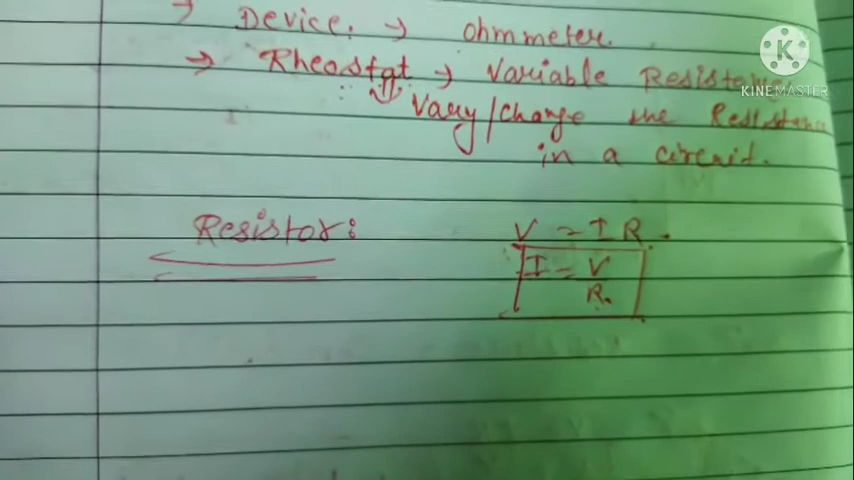 → Device: → ohmmeter.
→ Rheostat → Variable Resistance
Vary/Change the Resistance
in a circuit.
Resistor:
V = I R.
I = V
R.
K
KINEMASTER